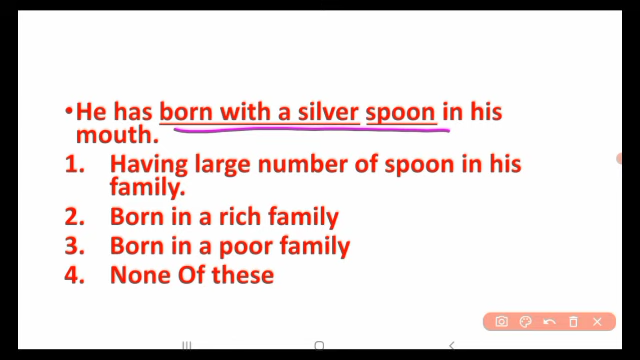 •He has born with a silver spoon in his
mouth.
1. Having large number of spoon in his
family.
2. Born in a rich family
3. Born in a poor family
4. None Of these